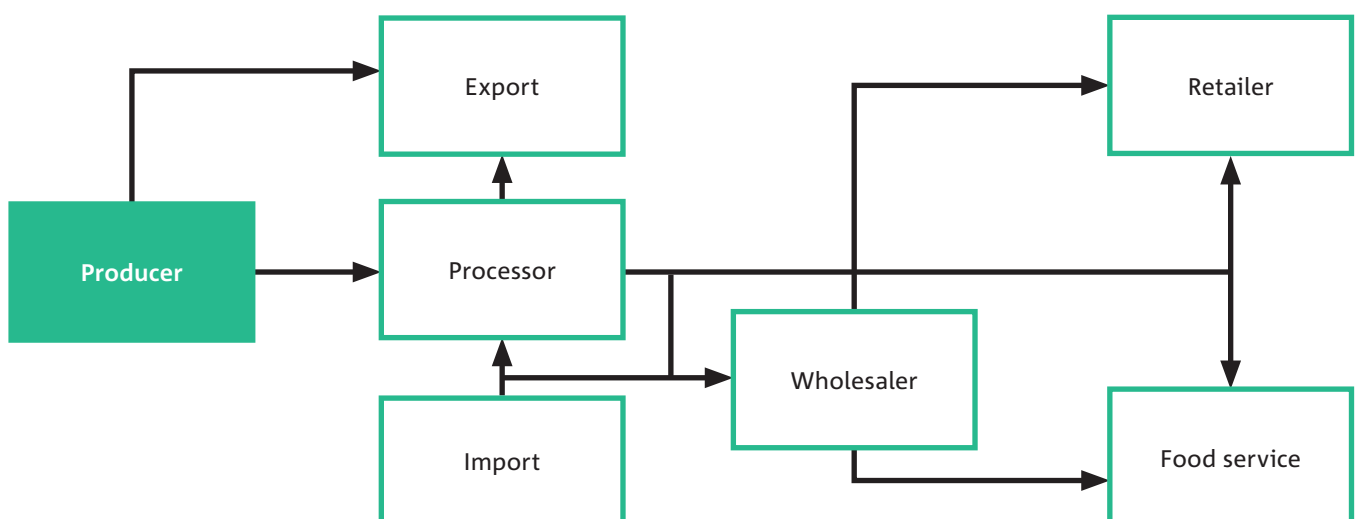 Export
Retailer
Producer
Processor
Wholesaler
Import
Food service